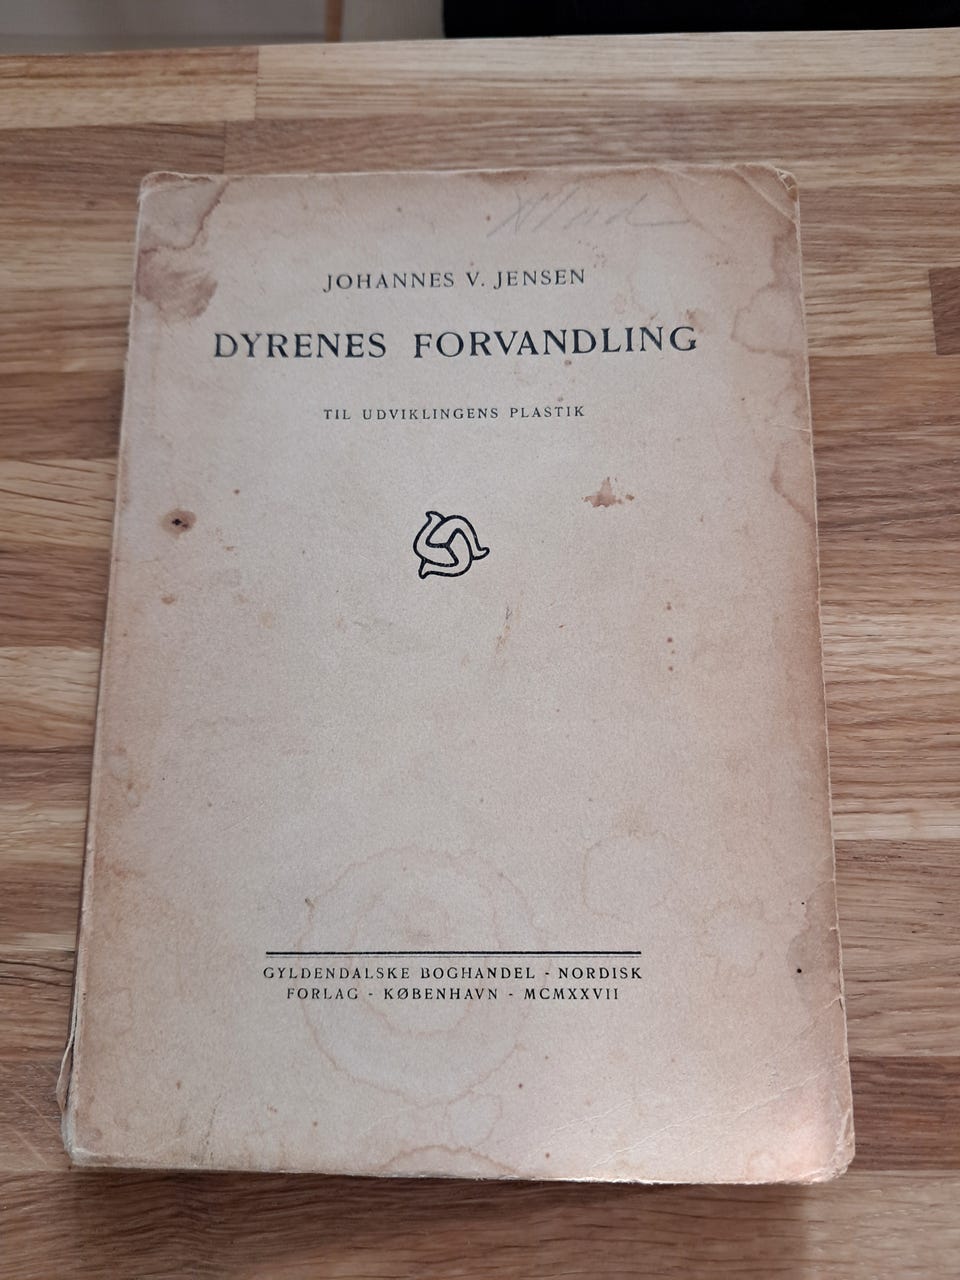 JOHANNES V. JENSEN
DYRENES FORVANDLING
TIL UDVIKLINGENS PLASTIK
GYLDENDALSKE BOGHANDEL - NORDISK
FORLAG - KØBENHAVN - MCMXXVII